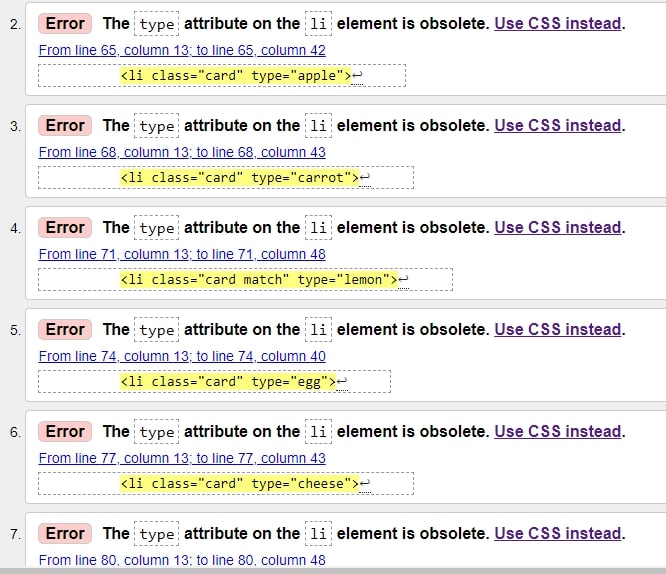 2. Error The type attribute on the li element is obsolete. Use CSS instead.
From line 65, column 13; to line 65, column 42
<li class="card" type="apple">↩
3. Error The type attribute on the li element is obsolete. Use CSS instead.
From line 68, column 13; to line 68, column 43
<li class="card" type="carrot">↩
4. Error The type attribute on the li element is obsolete. Use CSS instead.
From line 71, column 13; to line 71, column 48
<li class="card match" type="lemon">↩
5. Error The type attribute on the li element is obsolete. Use CSS instead.
From line 74, column 13; to line 74, column 40
<li class="card" type="egg">↩
6. Error The type attribute on the li element is obsolete. Use CSS instead.
From line 77, column 13; to line 77, column 43
<li class="card" type="cheese">↩
7. Error The type attribute on the li element is obsolete. Use CSS instead.
From line 80, column 13; to line 80, column 48